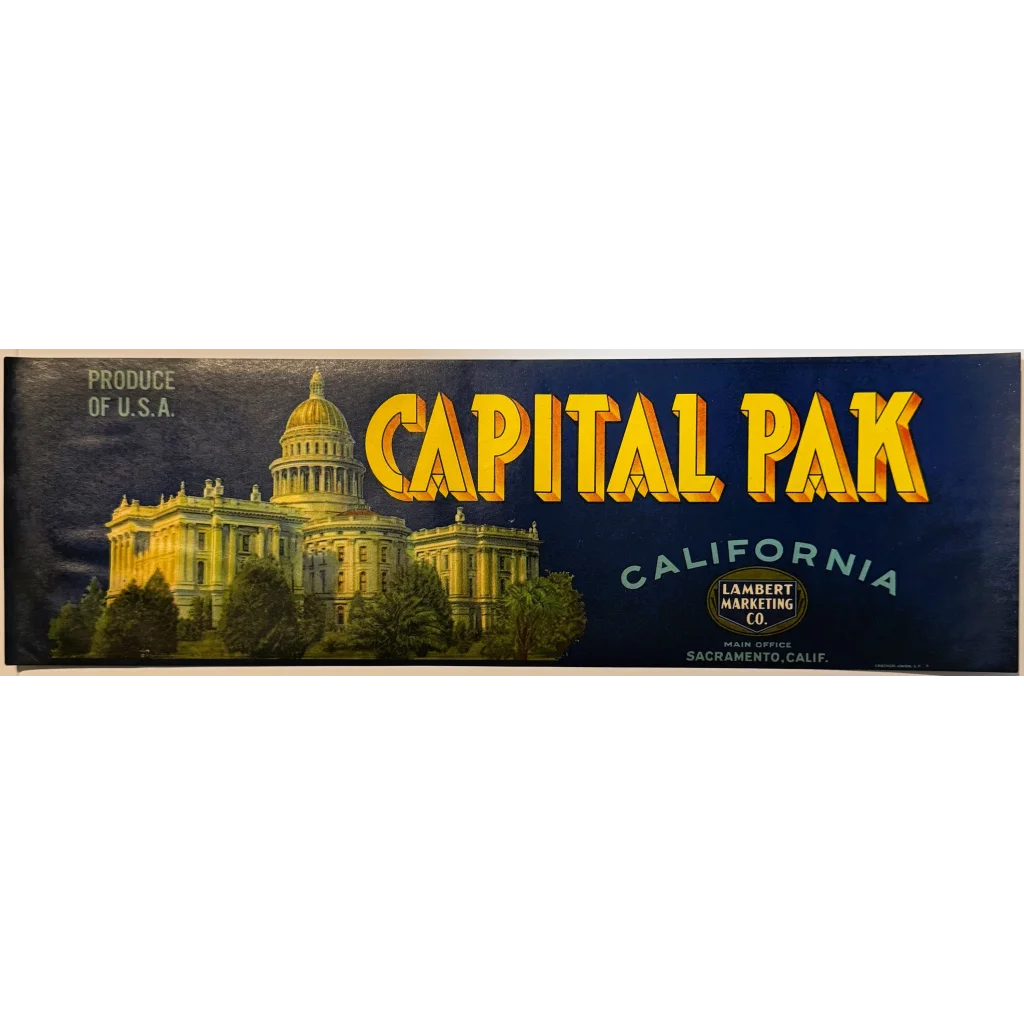 PRODUCE
OF U.S.A.
CAPITAL PAK
CALIFORNIA
LAMBERT
MARKETING
CO.
MAIN OFFICE
SACRAMENTO, CALIF.